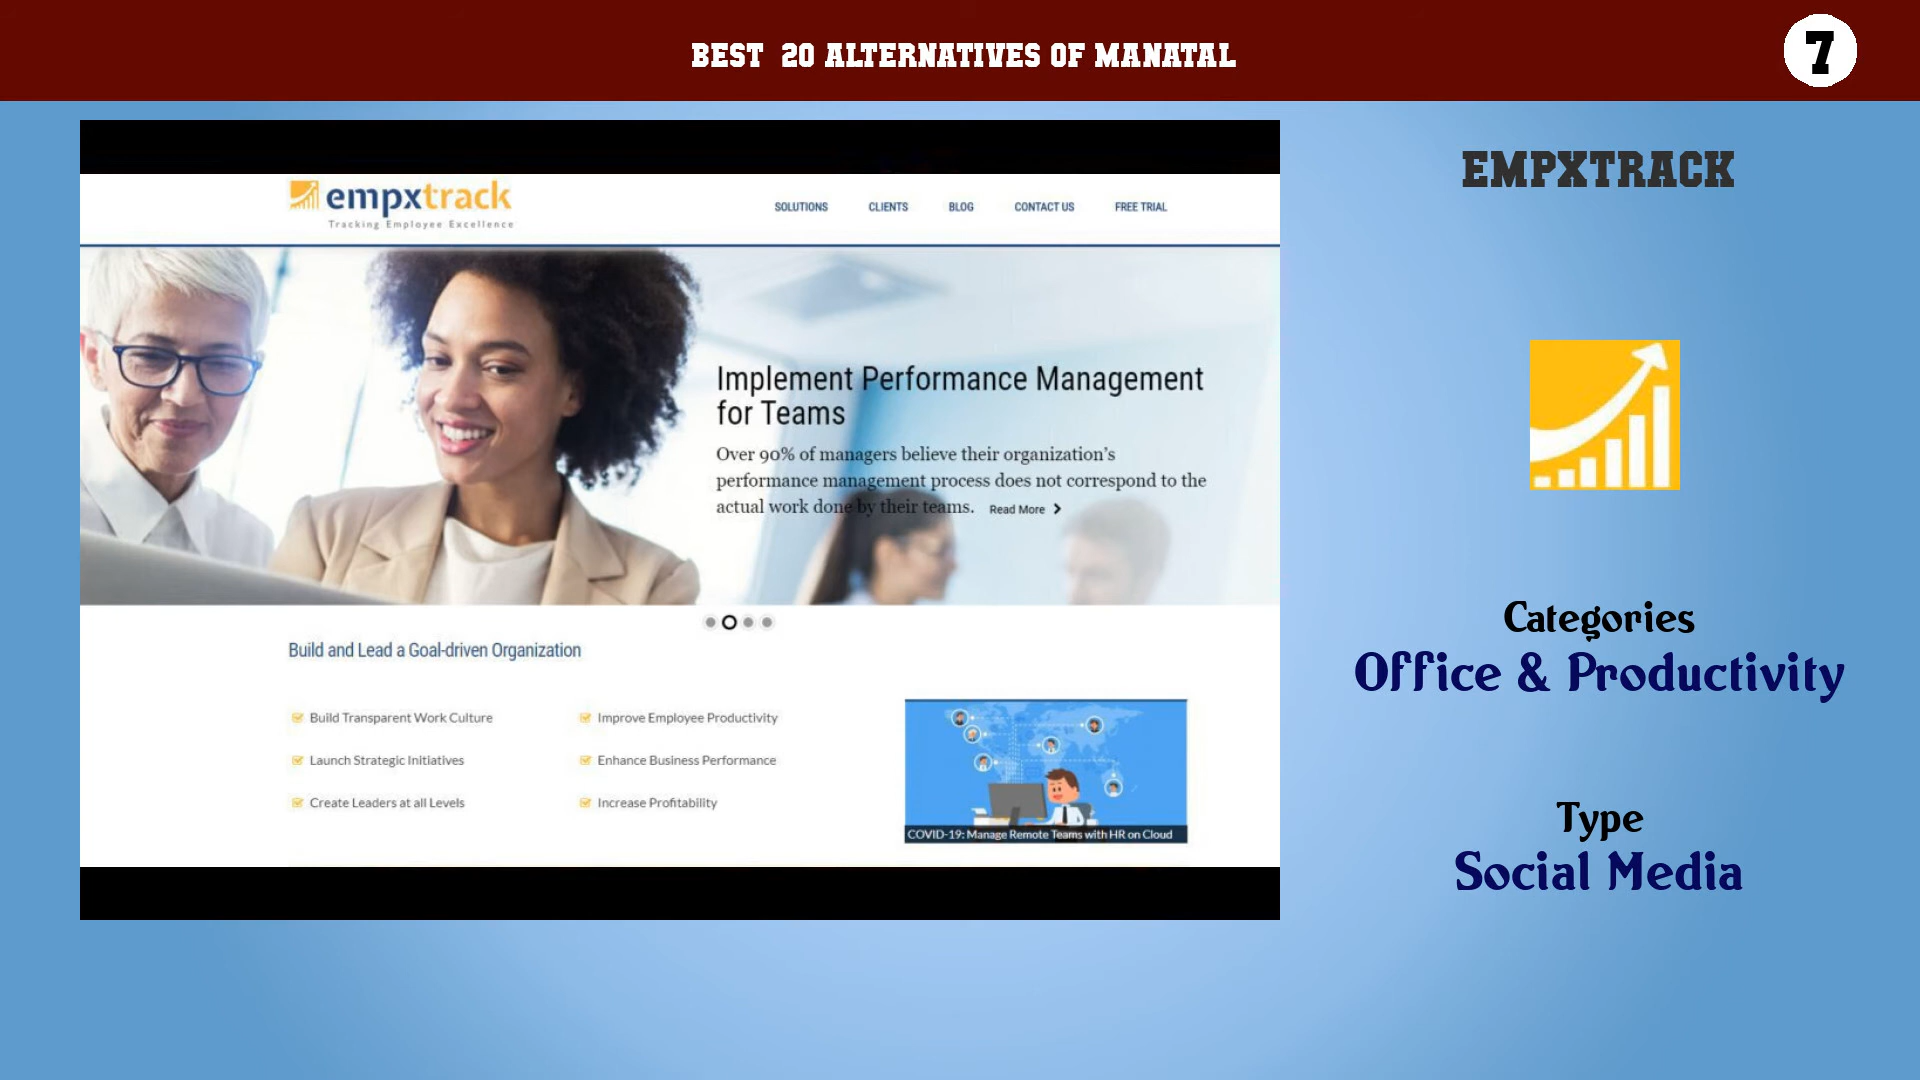 BEST 20 ALTERNATIVES OF MANATAL
7
empxtrack
Tracking Employee Excellence
SOLUTIONS CLIENTS BLOG CONTACT US FREE TRIAL
Implement Performance Management
for Teams
Over 90% of managers believe their organization's
performance management process does not correspond to the
actual work done by their teams. Read More
Build and Lead a Goal-driven Organization
Build Transparent Work Culture
Improve Employee Productivity
Launch Strategic Initiatives
Enhance Business Performance
Create Leaders at all Levels
Increase Profitability
COVID-19: Manage Remote Teams with HR on Cloud
EMPXTRACK
Categories
Office & Productivity
Type
Social Media